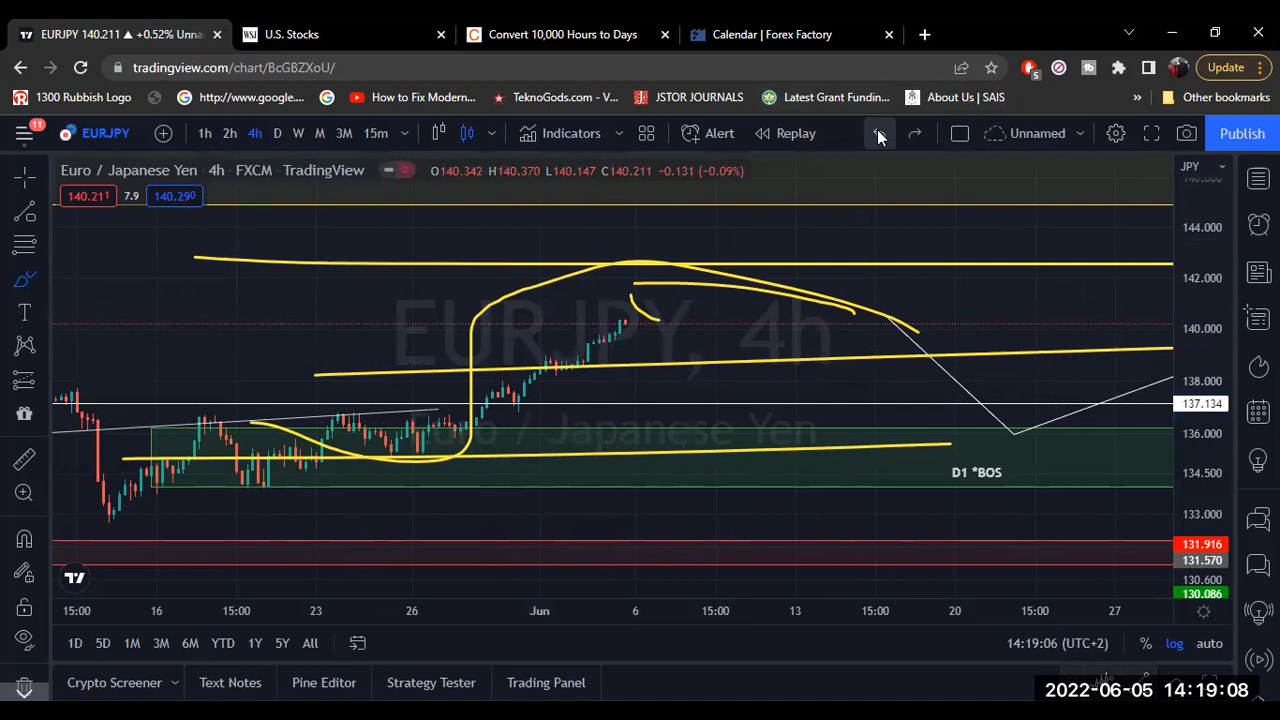 EURJPY 140.211 ▲ +0.52% Unna
WSJ U.S. Stocks
Convert 10,000 Hours to Days
Calendar | Forex Factory
tradingview.com/chart/BcGBZXoU/
5
Update
1300 Rubbish Logo
http://www.google....
How to Fix Modern...
TeknoGods.com - V...
JSTOR JOURNALS
Latest Grant Fundin...
About Us | SAIS
»
Other bookmarks
11
EURJPY
1h 2h 4h D W M 3M 15m
Indicators
Alert
Replay
Unnamed
Publish
Euro / Japanese Yen · 4h · FXCM · TradingView
O140.342 H140.370 L140.147 C140.211 -0.131 (-0.09%)
JPY
140.211 7.9 140.290
144.000
142.000
140.000
138.000
137.134
136.000
134.500
133.000
131.916
131.570
130.600
130.086
EURJPY, 4h
Euro / Japanese Yen
D1 *BOS
15:00 16 15:00 23 26 Jun 6 15:00 13 15:00 20 15:00 27
1D 5D 1M 3M 6M YTD 1Y 5Y All
14:19:06 (UTC+2)
% log auto
Crypto Screener
Text Notes
Pine Editor
Strategy Tester
Trading Panel
2022-06-05 14:19:08